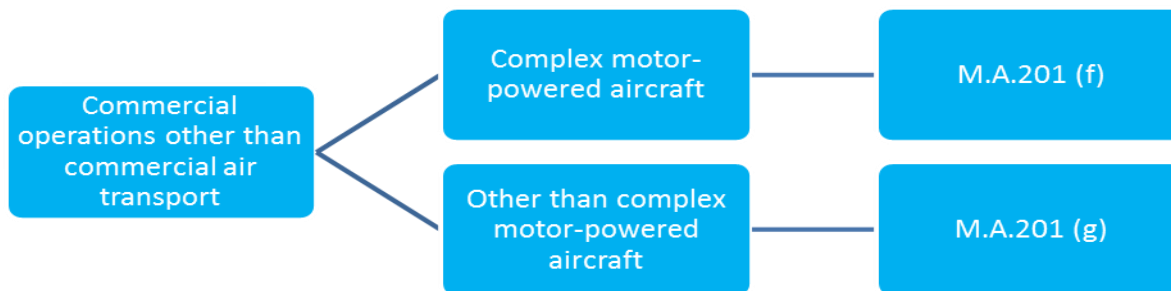 Commercial
operations other than
commercial air
transport
Complex motor-
powered aircraft
M.A.201 (f)
Other than complex
motor-powered
aircraft
M.A.201 (g)